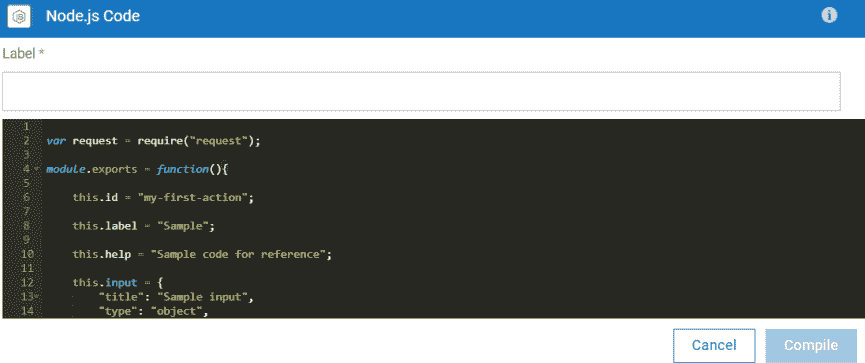 Node.js Code
Label *
1
2 var request = require("request");
3
4 module.exports = function(){
5
6 this.id = "my-first-action";
7
8 this.label = "Sample";
9
10 this.help = "Sample code for reference";
11
12 this.input = {
13 "title": "Sample input",
14 "type": "object",
Cancel Compile